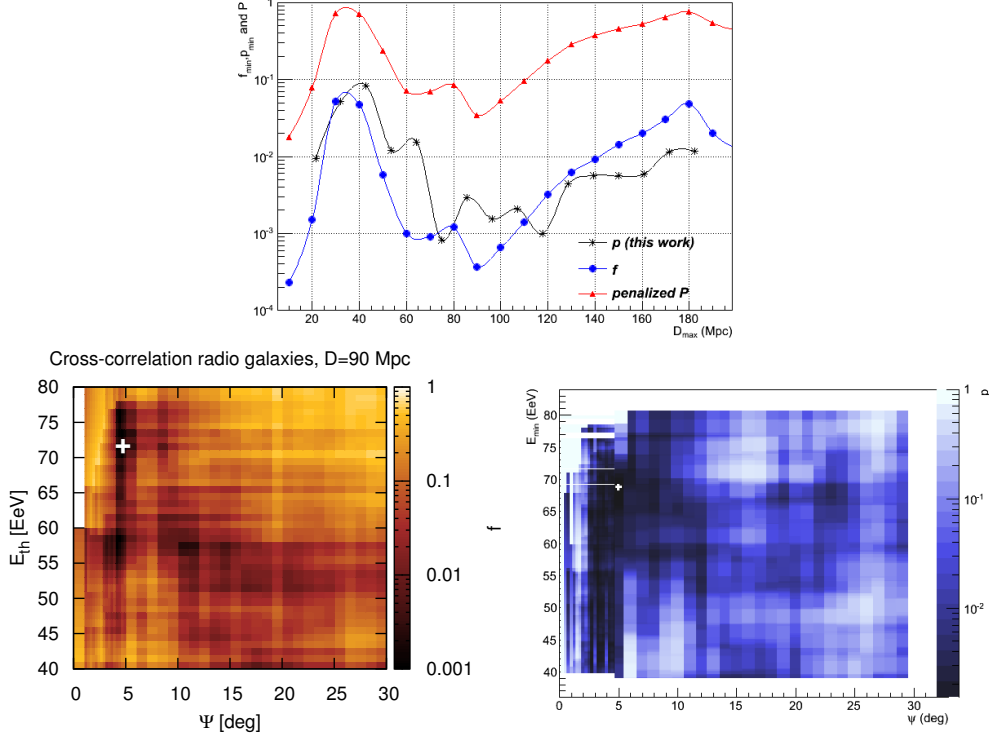 f_min,p_min and P
1
10^-1
10^-2
10^-3
10^-4
p (this work)
f
penalized P
20 40 60 80 100 120 140 160 180
D_max (Mpc)
Cross-correlation radio galaxies, D=90 Mpc
E_th [EeV]
80
75
70
65
60
55
50
45
40
0 5 10 15 20 25 30
Ψ [deg]
1
0.1
0.01
0.001
f
E_min (EeV)
80
75
70
65
60
55
50
45
40
0 5 10 15 20 25 30
ψ (deg)
1
10^-1
10^-2
p